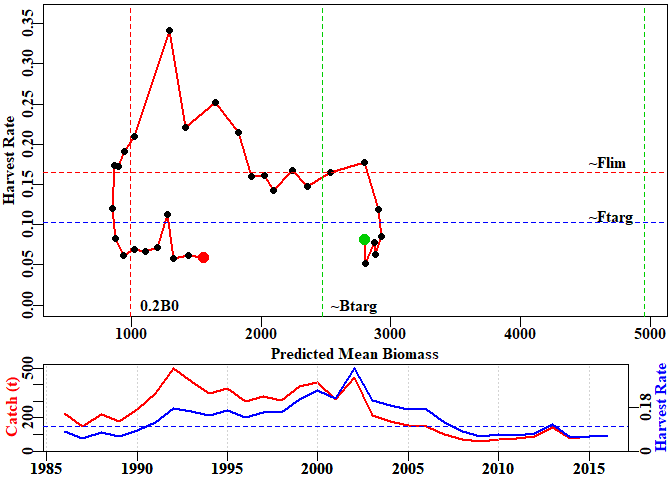 0.35
0.30
0.25
0.20
0.15
0.10
0.05
0.00
Harvest Rate
~Flim
~Ftarg
0.2B0
~Btarg
1000 2000 3000 4000 5000
Predicted Mean Biomass
500
200
0
Catch (t)
0.18
0
Harvest Rate
1985 1990 1995 2000 2005 2010 2015